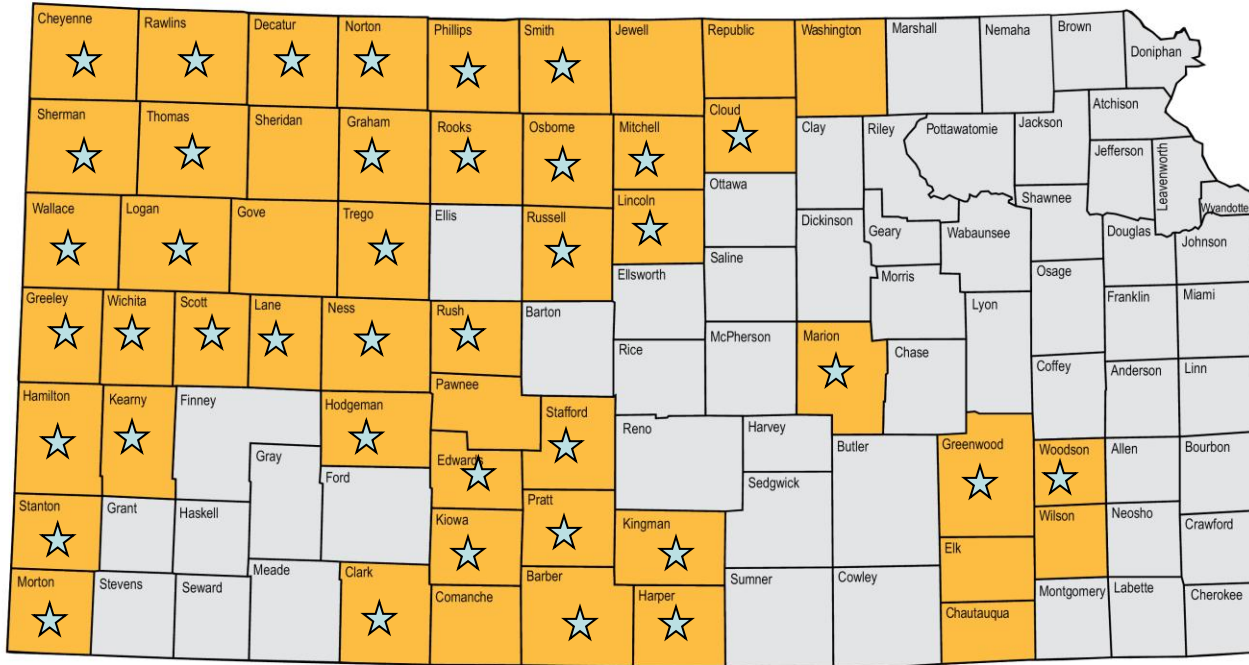 Cheyenne
Rawlins
Decatur
Norton
Phillips
Smith
Jewell
Republic
Washington
Marshall
Nemaha
Brown
Doniphan
Sherman
Thomas
Sheridan
Graham
Rooks
Osborne
Mitchell
Cloud
Clay
Riley
Pottawatomie
Jackson
Atchison
Jefferson
Leavenworth
Wyandotte
Wallace
Logan
Gove
Trego
Ellis
Russell
Lincoln
Ottawa
Dickinson
Geary
Wabaunsee
Shawnee
Douglas
Johnson
Ellsworth
Saline
Morris
Osage
Greeley
Wichita
Scott
Lane
Ness
Rush
Barton
Rice
McPherson
Marion
Chase
Lyon
Franklin
Miami
Coffey
Anderson
Linn
Hamilton
Kearny
Finney
Hodgeman
Pawnee
Stafford
Reno
Harvey
Butler
Greenwood
Woodson
Allen
Bourbon
Gray
Ford
Edwards
Sedgwick
Stanton
Grant
Haskell
Kiowa
Pratt
Kingman
Elk
Wilson
Neosho
Crawford
Morton
Stevens
Seward
Meade
Clark
Comanche
Barber
Harper
Sumner
Cowley
Chautauqua
Montgomery
Labette
Cherokee